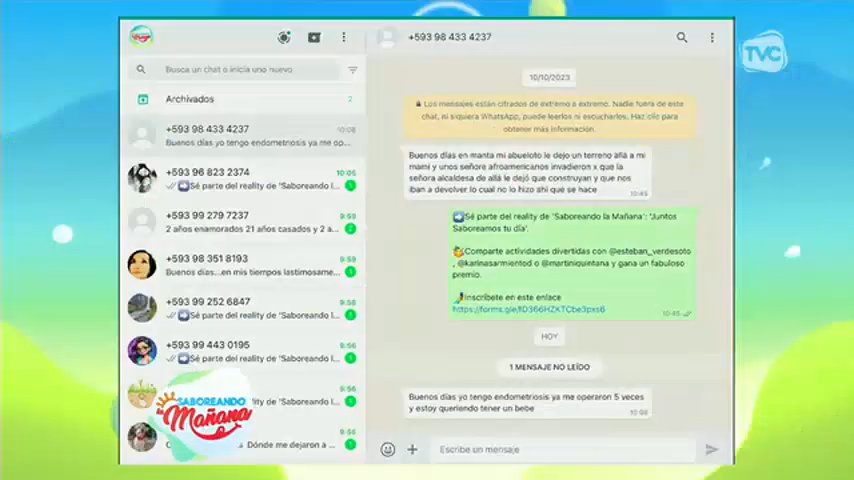 +593 98 433 4237
TVC
Busca un chat o inicia uno nuevo
10/10/2023
Archivados
2
Los mensajes están cifrados de extremo a extremo. Nadie fuera de este
chat, ni siquiera WhatsApp, puede leerlos ni escucharlos. Haz clic para
obtener más información.
+593 98 433 4237
10:08
Buenos días yo tengo endometriosis ya me op...
Buenos días en manta mi abueloto le dejo un terreno allá a mi
mami y unos señore afroamericanos invadieron x que la
señora alcaldesa de allá le dejó que construyan y que nos
iban a devolver lo cual no lo hizo ahi que se hace
10:45
+593 96 823 2374
10:05
Sé parte del reality de 'Saboreando l...
1
+593 99 279 7237
9:59
2 años enamorados 21 años casados y 2 a...
2
Sé parte del reality de 'Saboreando la Mañana': 'Juntos
Saboreamos tu día'.
Comparte actividades divertidas con @esteban_verdesoto
, @karinasarmientod o @martiniquintana y gana un fabuloso
premio.
Inscríbete en este enlace
10:45
+593 98 351 8193
9:59
Buenos días...en mis tiempos lastimosame...
+593 99 252 6847
9:58
Sé parte del reality de 'Saboreando l...
HOY
+593 99 443 0195
9:56
Sé parte del reality de 'Saboreando l...
1 MENSAJE NO LEÍDO
SABOREANDO
Mañana
ity de 'Saboreando l...
Buenos días yo tengo endometriosis ya me operaron 5 veces
y estoy queriendo tener un bebe
10:08
9:56
Dónde me dejaron a ...
Escribe un mensaje